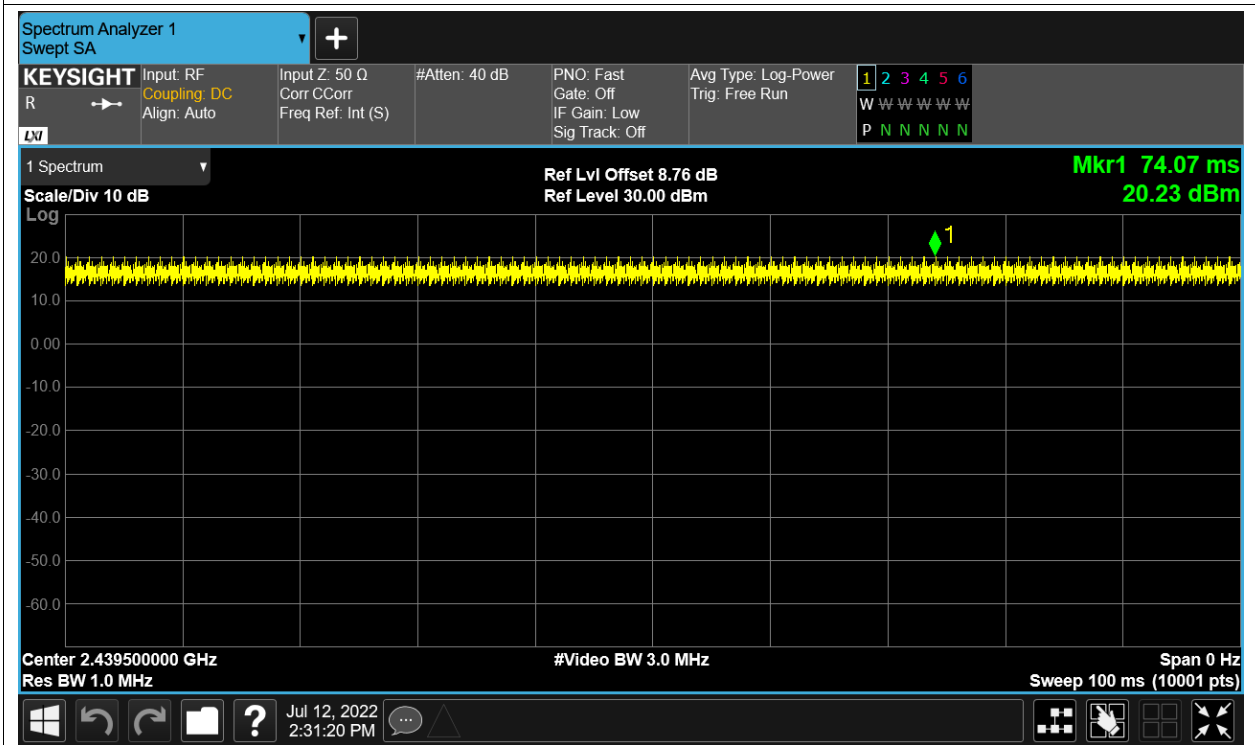 Spectrum Analyzer 1
Swept SA
KEYSIGHT
R
LXI
Input: RF
Coupling: DC
Align: Auto
Input Z: 50 Ω
Corr CCorr
Freq Ref: Int (S)
#Atten: 40 dB
PNO: Fast
Gate: Off
IF Gain: Low
Sig Track: Off
Avg Type: Log-Power
Trig: Free Run
1 2 3 4 5 6
W W W W W W
P N N N N N
1 Spectrum
Scale/Div 10 dB
Ref Lvl Offset 8.76 dB
Ref Level 30.00 dBm
Mkr1 74.07 ms
20.23 dBm
Log
1
20.0
10.0
0.00
-10.0
-20.0
-30.0
-40.0
-50.0
-60.0
Center 2.439500000 GHz
#Video BW 3.0 MHz
Span 0 Hz
Res BW 1.0 MHz
Sweep 100 ms (10001 pts)
?
Jul 12, 2022
2:31:20 PM